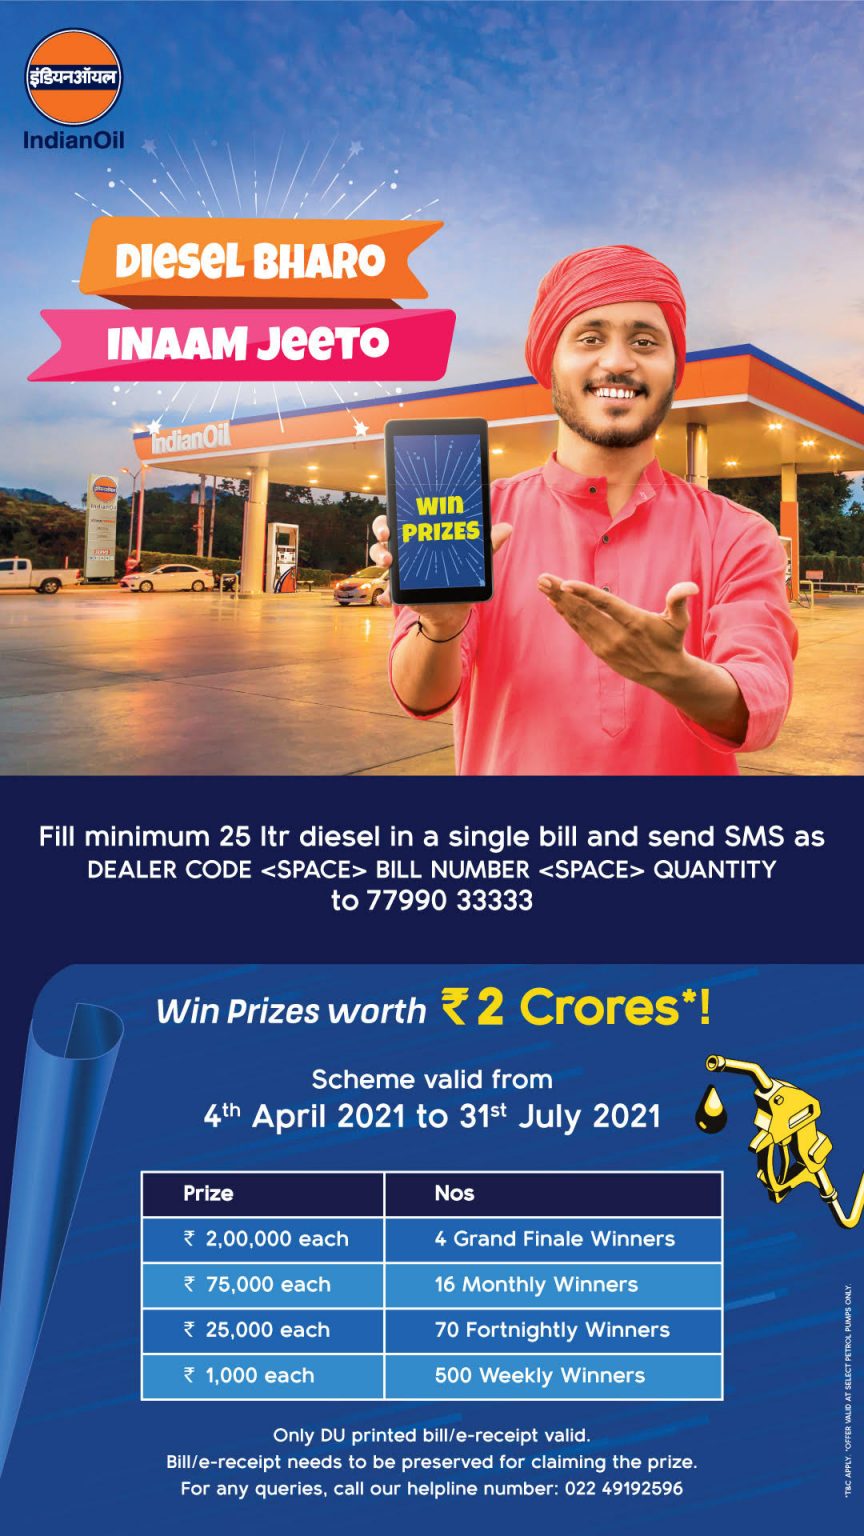 इंडियनऑयल
IndianOil
DIESEL BHARO
INAAM JEETO
IndianOil
WIN
PRIZES
Fill minimum 25 ltr diesel in a single bill and send SMS as
DEALER CODE <SPACE> BILL NUMBER <SPACE> QUANTITY
to 77990 33333
Win Prizes worth ₹ 2 Crores*!
Scheme valid from
4th April 2021 to 31st July 2021
Prize Nos
₹ 2,00,000 each 4 Grand Finale Winners
₹ 75,000 each 16 Monthly Winners
₹ 25,000 each 70 Fortnightly Winners
₹ 1,000 each 500 Weekly Winners
Only DU printed bill/e-receipt valid.
Bill/e-receipt needs to be preserved for claiming the prize.
For any queries, call our helpline number: 022 49192596
*T&C APPLY. *OFFER VALID AT SELECT PETROL PUMPS ONLY.